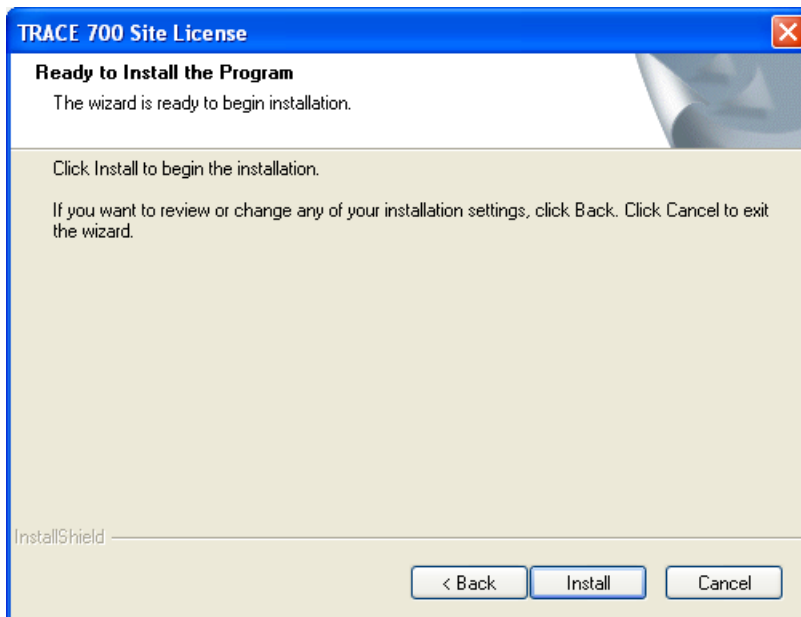 TRACE 700 Site License
Ready to Install the Program
The wizard is ready to begin installation.
Click Install to begin the installation.
If you want to review or change any of your installation settings, click Back. Click Cancel to exit
the wizard.
InstallShield
< Back
Install
Cancel